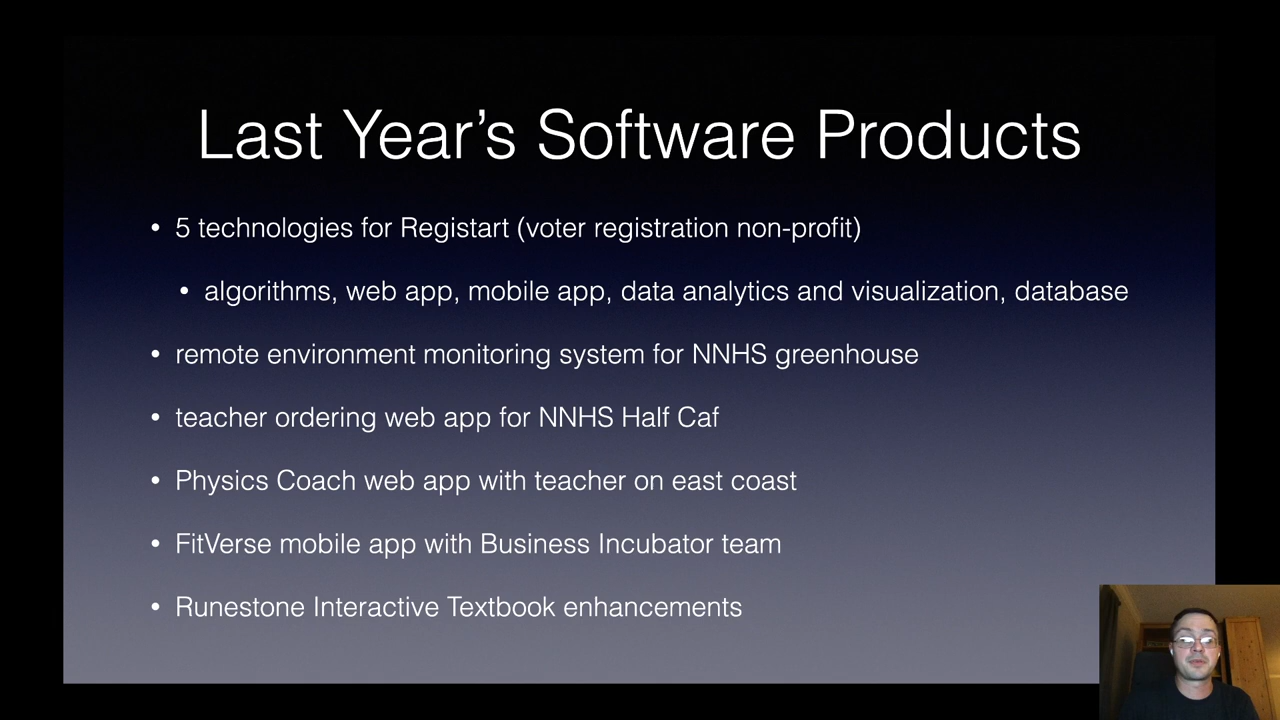 Last Year’s Software Products
• 5 technologies for Registart (voter registration non-profit)
• algorithms, web app, mobile app, data analytics and visualization, database
• remote environment monitoring system for NNHS greenhouse
• teacher ordering web app for NNHS Half Caf
• Physics Coach web app with teacher on east coast
• FitVerse mobile app with Business Incubator team
• Runestone Interactive Textbook enhancements